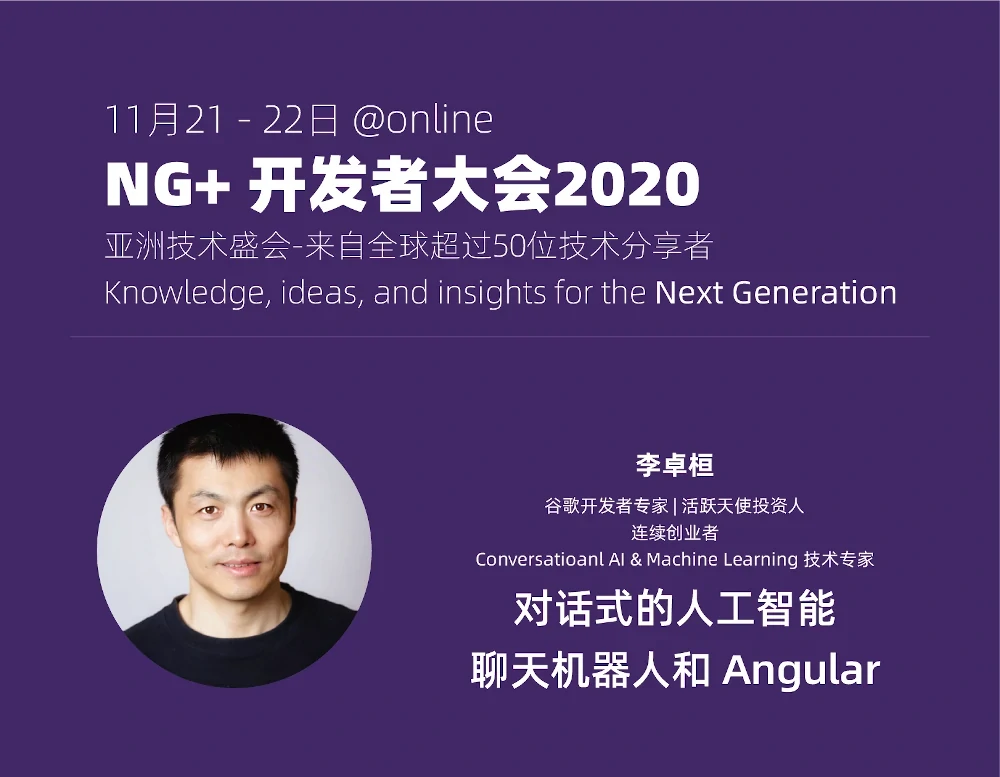 11月21 - 22日 @online
NG+ 开发者大会2020
亚洲技术盛会-来自全球超过50位技术分享者
Knowledge, ideas, and insights for the Next Generation
李卓桓
谷歌开发者专家 | 活跃天使投资人
连续创业者
Conversatioanl AI & Machine Learning 技术专家
对话式的人工智能
聊天机器人和 Angular